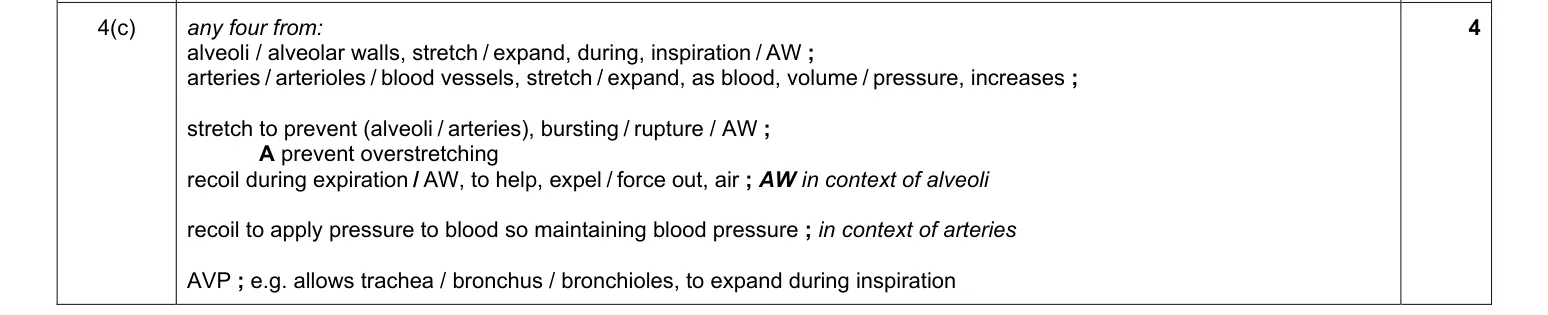 4(c) any four from: 4
alveoli / alveolar walls, stretch / expand, during, inspiration / AW ;
arteries / arterioles / blood vessels, stretch / expand, as blood, volume / pressure, increases ;
stretch to prevent (alveoli / arteries), bursting / rupture / AW ;
A prevent overstretching
recoil during expiration / AW, to help, expel / force out, air ; AW in context of alveoli
recoil to apply pressure to blood so maintaining blood pressure ; in context of arteries
AVP ; e.g. allows trachea / bronchus / bronchioles, to expand during inspiration